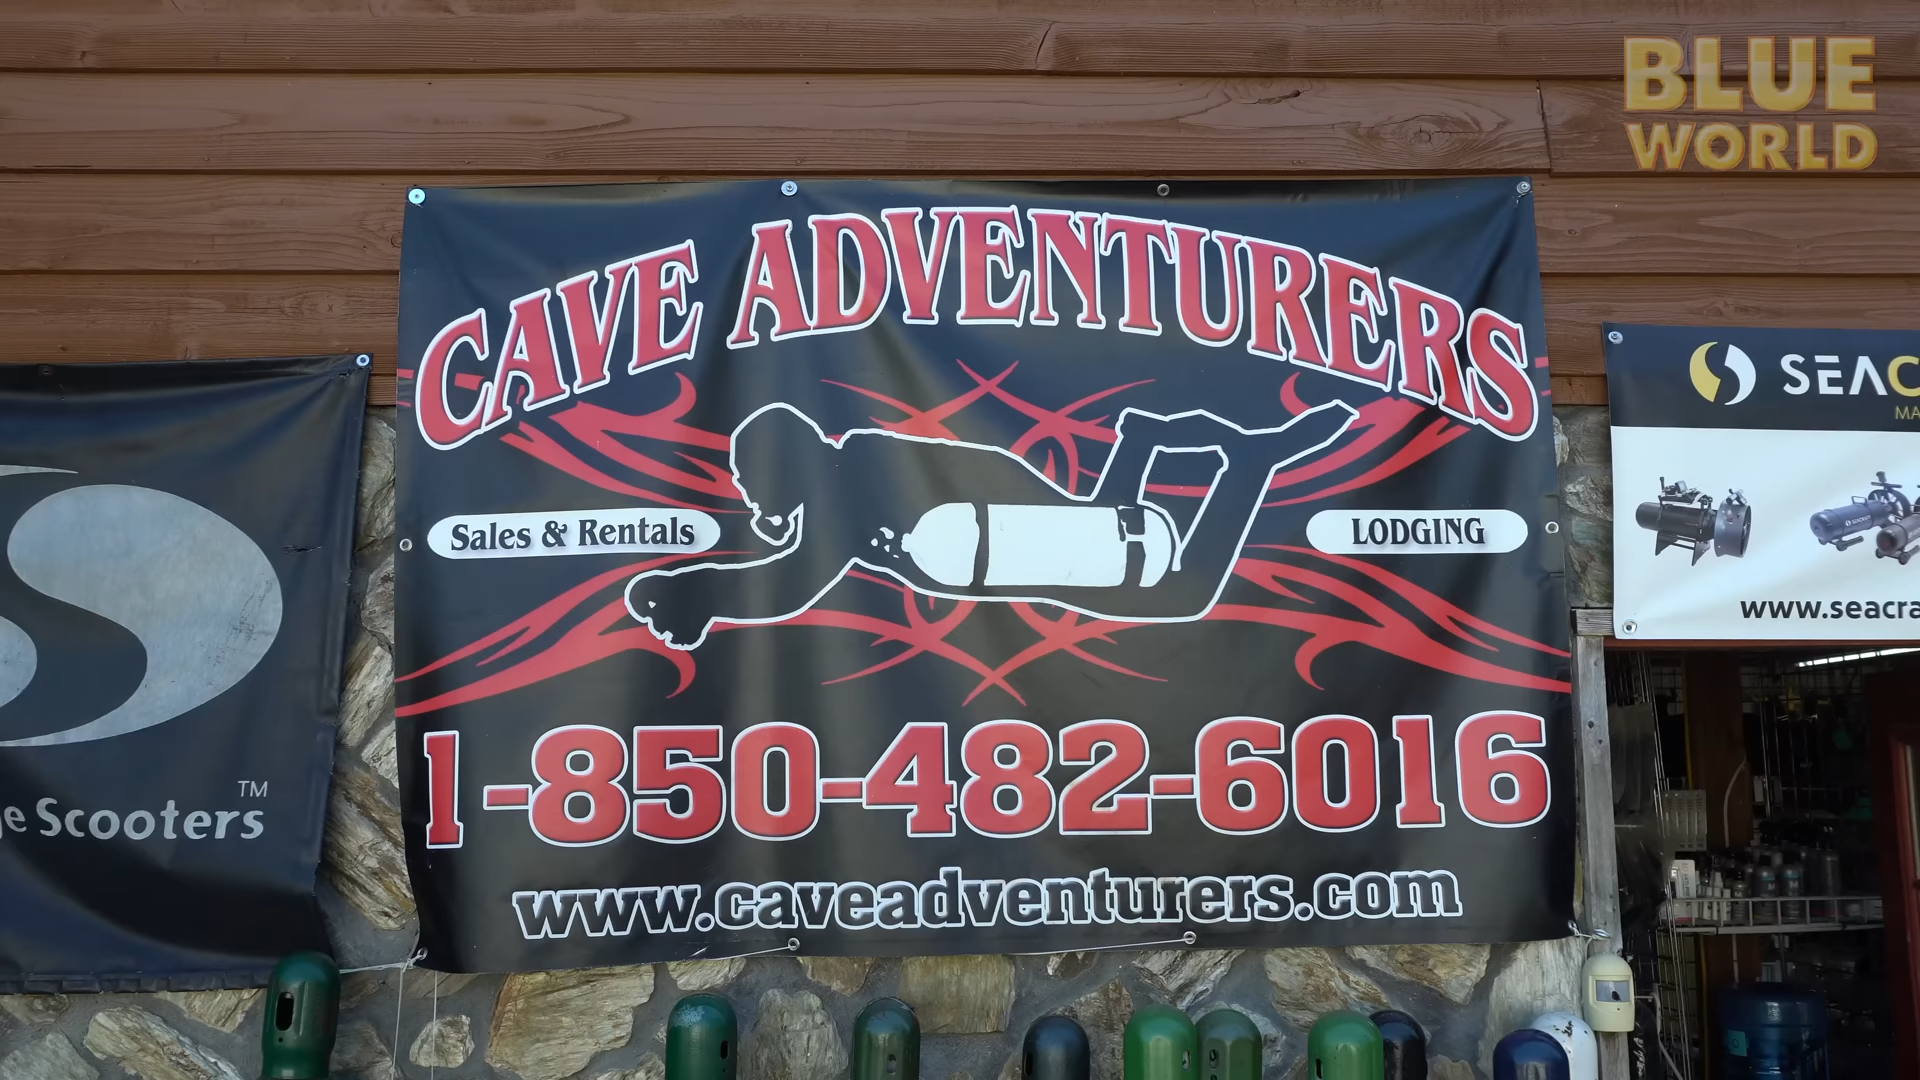 BLUE
WORLD
CAVE ADVENTURERS
Sales & Rentals
LODGING
1-850-482-6016
www.caveadventurers.com
TM
e Scooters
SEAC
MA
www.seacra